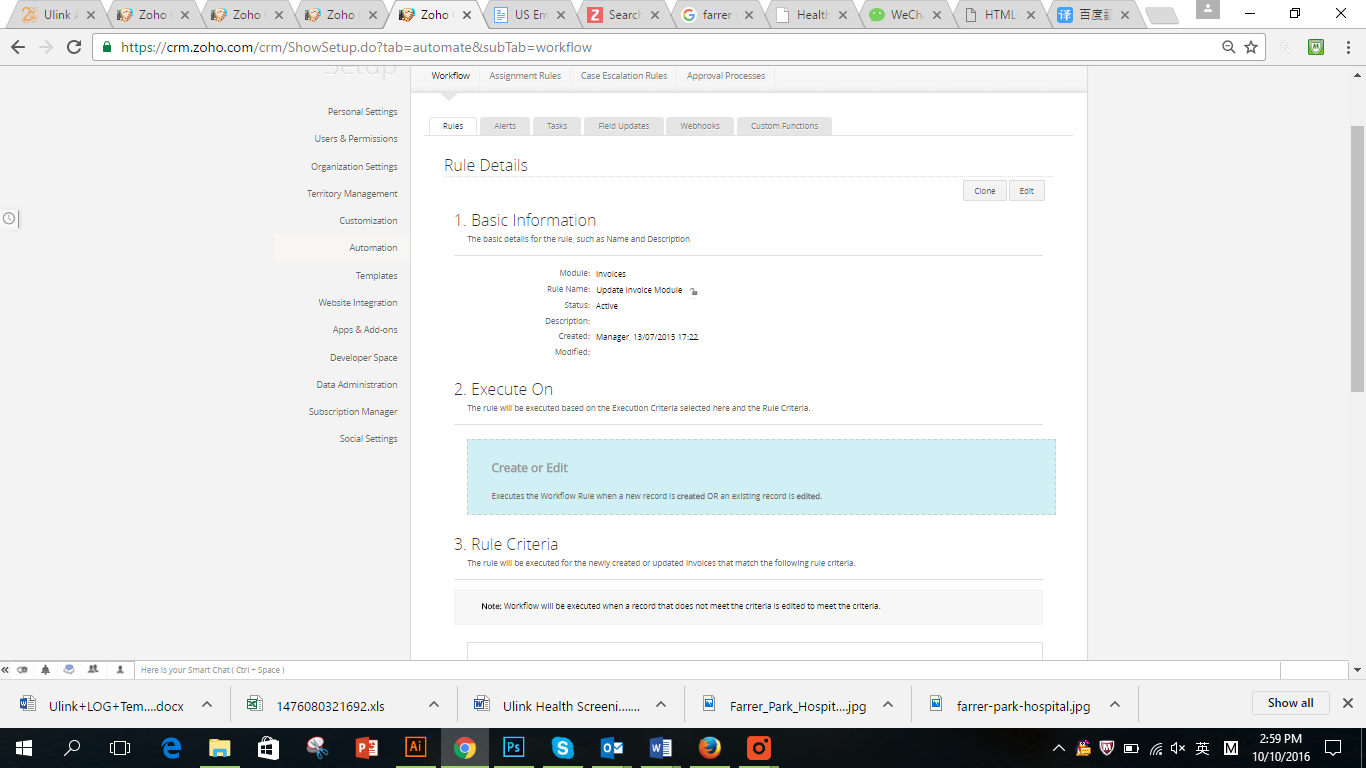 Ulink A
Zoho
Zoho
Zoho
Zoho
US Em
Search
farrer
Health
WeCha
HTML
百度
https://crm.zoho.com/crm/ShowSetup.do?tab=automate&subTab=workflow
Setup
Workflow Assignment Rules Case Escalation Rules Approval Processes
Personal Settings
Users & Permissions
Organization Settings
Territory Management
Customization
Automation
Templates
Website Integration
Apps & Add-ons
Developer Space
Data Administration
Subscription Manager
Social Settings
Rules Alerts Tasks Field Updates Webhooks Custom Functions
Rule Details
Clone Edit
1. Basic Information
The basic details for the rule, such as Name and Description
Module: Invoices
Rule Name: Update Invoice Module
Status: Active
Description:
Created: Manager, 13/07/2015 17:22
Modified:
2. Execute On
The rule will be executed based on the Execution Criteria selected here and the Rule Criteria.
Create or Edit
Executes the Workflow Rule when a new record is created OR an existing record is edited.
3. Rule Criteria
The rule will be executed for the newly created or updated Invoices that match the following rule criteria.
Note: Workflow will be executed when a record that does not meet the criteria is edited to meet the criteria.
Here is your Smart Chat ( Ctrl + Space )
Ulink+LOG+Tem....docx
1476080321692.xls
Ulink Health Screeni.......
Farrer_Park_Hospit....jpg
farrer-park-hospital.jpg
Show all
英
M
2:59 PM
10/10/2016